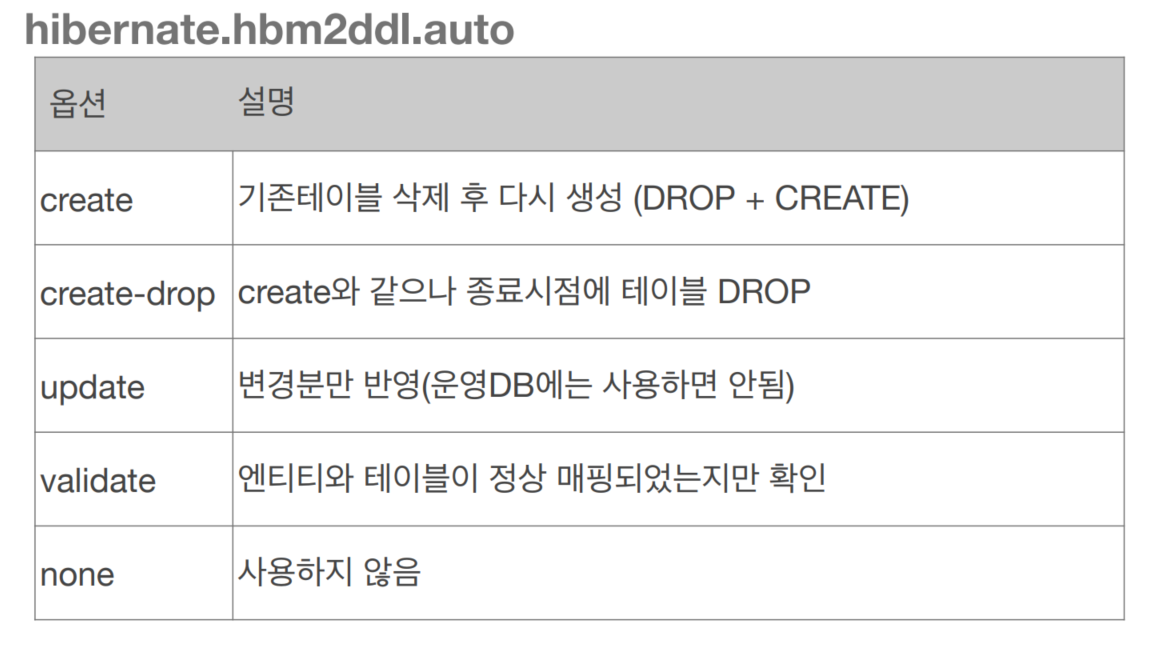 hibernate.hbm2ddl.auto
옵션 설명
create 기존테이블 삭제 후 다시 생성 (DROP + CREATE)
create-drop create와 같으나 종료시점에 테이블 DROP
update 변경분만 반영(운영DB에는 사용하면 안됨)
validate 엔티티와 테이블이 정상 매핑되었는지만 확인
none 사용하지 않음